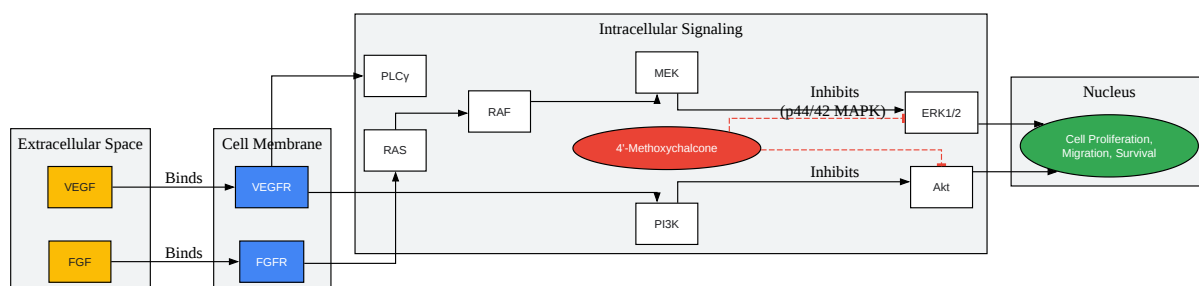 Intracellular Signaling
PLCγ
MEK
RAF
Inhibits
(p44/42 MAPK)
ERK1/2
Nucleus
Cell Proliferation,
Migration, Survival
Extracellular Space
Cell Membrane
RAS
4'-Methoxychalcone
VEGF
Binds
VEGFR
Inhibits
Akt
PI3K
FGF
Binds
FGFR